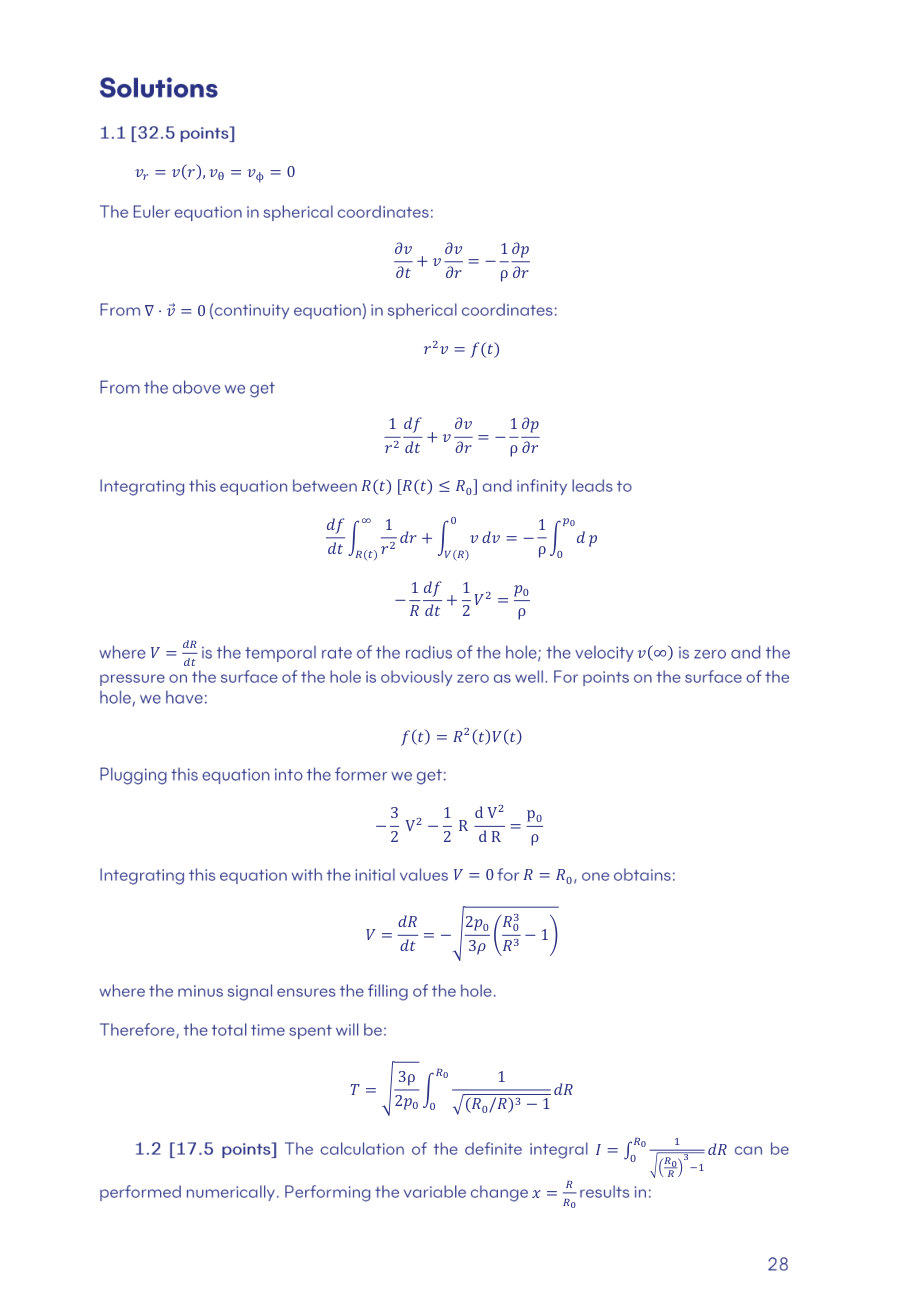 Solutions
1.1 [32.5 points]
vᵣ = v(r), v_θ = v_ϕ = 0
The Euler equation in spherical coordinates:
∂v/∂t + v ∂v/∂r = − 1/ρ ∂p/∂r
From ∇ · v⃗ = 0 (continuity equation) in spherical coordinates:
r²v = f(t)
From the above we get
1/r² df/dt + v ∂v/∂r = − 1/ρ ∂p/∂r
Integrating this equation between R(t) [R(t) ≤ R₀] and infinity leads to
df/dt ∫_{R(t)}^{∞} 1/r² dr + ∫_{V(R)}^{0} v dv = − 1/ρ ∫_{0}^{p₀} d p
− 1/R df/dt + 1/2 V² = p₀/ρ
where V = dR/dt is the temporal rate of the radius of the hole; the velocity v(∞) is zero and the
pressure on the surface of the hole is obviously zero as well. For points on the surface of the
hole, we have:
f(t) = R²(t)V(t)
Plugging this equation into the former we get:
− 3/2 V² − 1/2 R d V²/d R = p₀/ρ
Integrating this equation with the initial values V = 0 for R = R₀, one obtains:
V = dR/dt = − √(2p₀/3ρ (R₀³/R³ − 1))
where the minus signal ensures the filling of the hole.
Therefore, the total time spent will be:
T = √(3ρ/2p₀) ∫_{0}^{R₀} 1/√((R₀/R)³ − 1) dR
1.2 [17.5 points] The calculation of the definite integral I = ∫_{0}^{R₀} 1/√((R₀/R)³−1) dR can be
performed numerically. Performing the variable change x = R/R₀ results in:
28